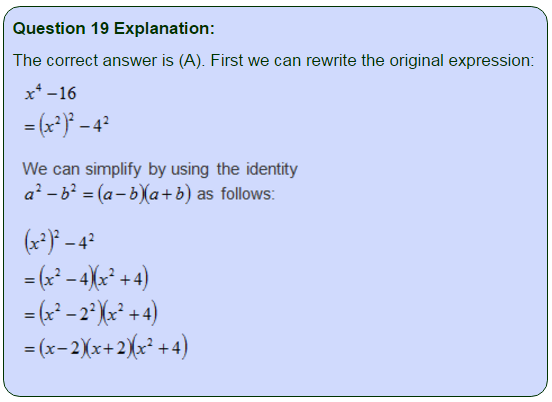 Question 19 Explanation:
The correct answer is (A). First we can rewrite the original expression:
x⁴ – 16
= (x²)² – 4²
We can simplify by using the identity
a² – b² = (a – b)(a + b) as follows:
(x²)² – 4²
= (x² – 4)(x² + 4)
= (x² – 2²)(x² + 4)
= (x – 2)(x + 2)(x² + 4)